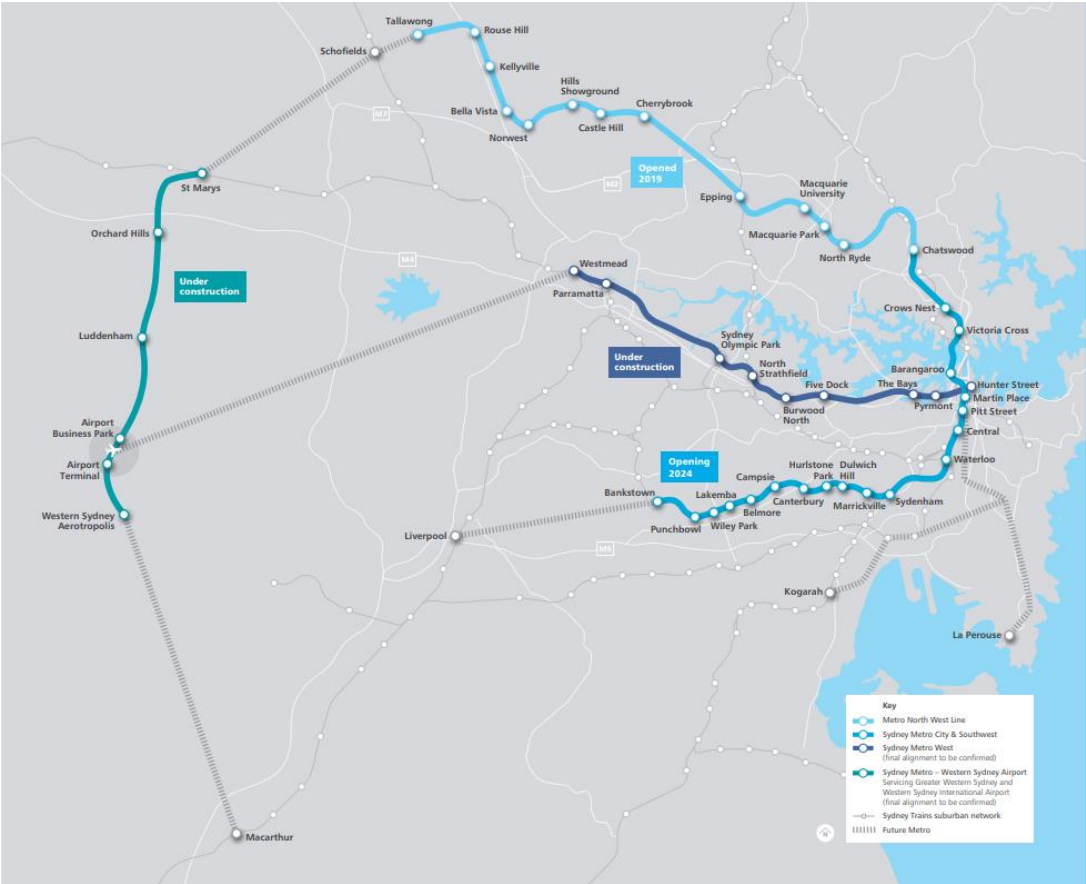 Tallawong
Rouse Hill
Schofields
Kellyville
Hills
Showground
Bella Vista
Cherrybrook
M7
Castle Hill
Norwest
Opened
2019
M2
St Marys
Macquarie
University
Epping
Orchard Hills
Macquarie Park
North Ryde
Chatswood
M4
Westmead
Under
construction
Parramatta
Crows Nest
Victoria Cross
Luddenham
Sydney
Olympic Park
Under
construction
North
Strathfield
Barangaroo
Five Dock
The Bays
Hunter Street
Martin Place
Burwood
North
Pyrmont
Pitt Street
Airport
Business Park
Central
Airport
Terminal
Opening
2024
Waterloo
Campsie
Hurlstone
Park
Dulwich
Hill
Bankstown
Lakemba
Canterbury
Marrickville
Sydenham
Belmore
Punchbowl
Wiley Park
Western Sydney
Aerotropolis
Liverpool
M5
Kogarah
La Perouse
Macarthur
Key
Metro North West Line
Sydney Metro City & Southwest
Sydney Metro West
(final alignment to be confirmed)
Sydney Metro – Western Sydney Airport
Servicing Greater Western Sydney and
Western Sydney International Airport
(final alignment to be confirmed)
Sydney Trains suburban network
Future Metro
N